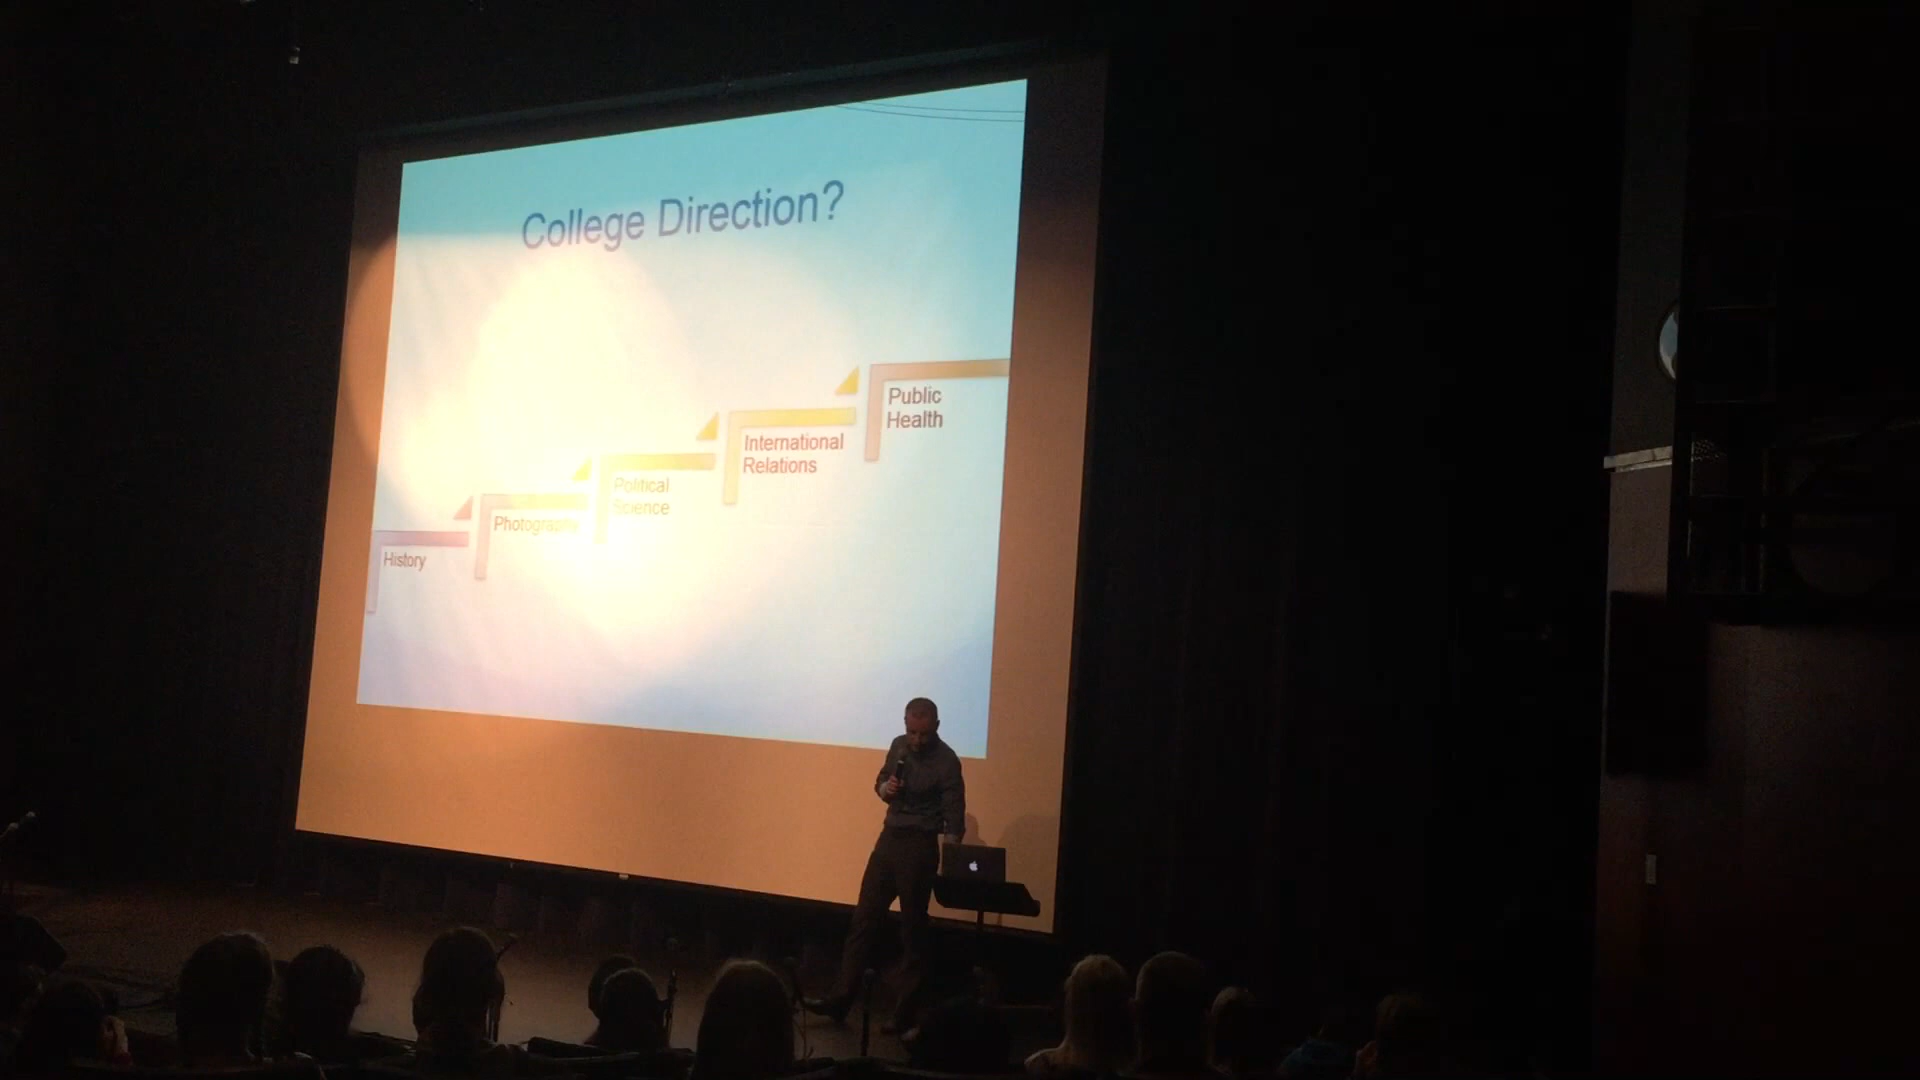 College Direction?
History
Photography
Political
Science
International
Relations
Public
Health